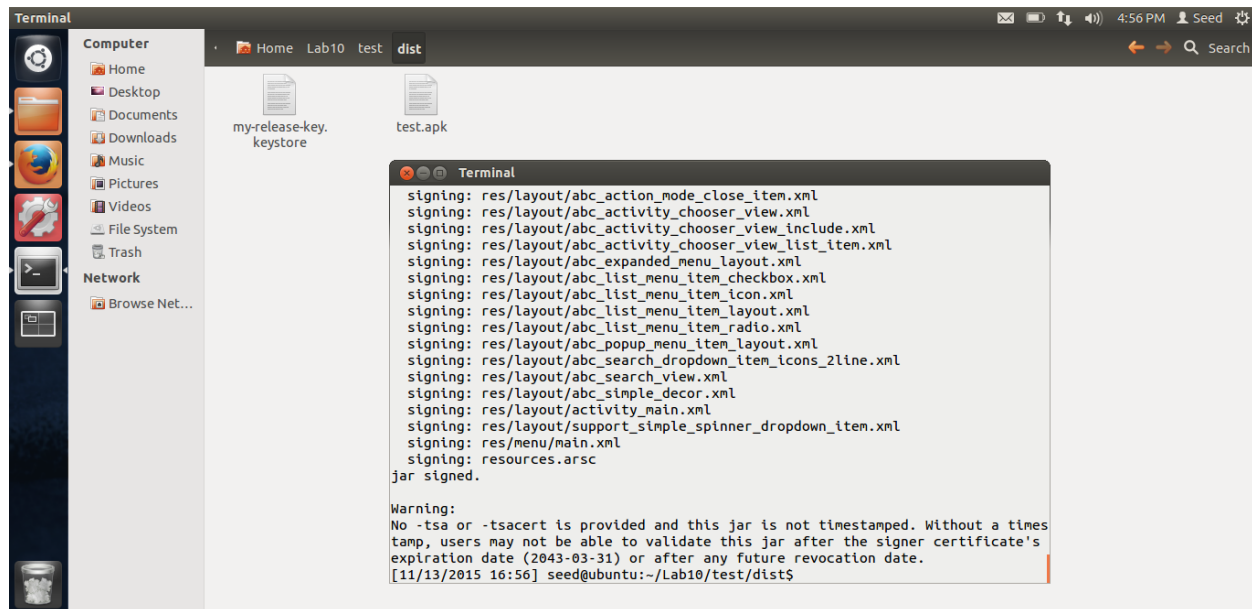 Terminal
4:56 PM Seed
Computer
Home
Desktop
Documents
Downloads
Music
Pictures
Videos
File System
Trash
Network
Browse Net...
Home Lab10 test dist
Search
my-release-key.
keystore
test.apk
Terminal
signing: res/layout/abc_action_mode_close_item.xml
signing: res/layout/abc_activity_chooser_view.xml
signing: res/layout/abc_activity_chooser_view_include.xml
signing: res/layout/abc_activity_chooser_view_list_item.xml
signing: res/layout/abc_expanded_menu_layout.xml
signing: res/layout/abc_list_menu_item_checkbox.xml
signing: res/layout/abc_list_menu_item_icon.xml
signing: res/layout/abc_list_menu_item_layout.xml
signing: res/layout/abc_list_menu_item_radio.xml
signing: res/layout/abc_popup_menu_item_layout.xml
signing: res/layout/abc_search_dropdown_item_icons_2line.xml
signing: res/layout/abc_search_view.xml
signing: res/layout/abc_simple_decor.xml
signing: res/layout/activity_main.xml
signing: res/layout/support_simple_spinner_dropdown_item.xml
signing: res/menu/main.xml
signing: resources.arsc
jar signed.
Warning:
No -tsa or -tsacert is provided and this jar is not timestamped. Without a times
tamp, users may not be able to validate this jar after the signer certificate's
expiration date (2043-03-31) or after any future revocation date.
[11/13/2015 16:56] seed@ubuntu:~/Lab10/test/dist$